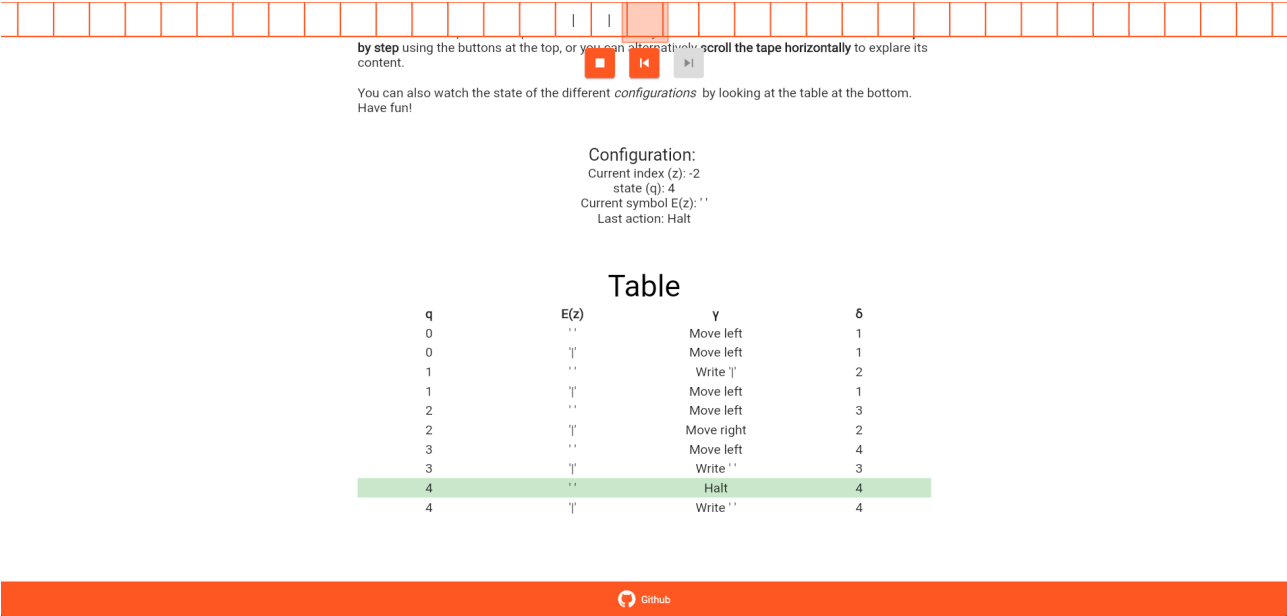 | |
by step using the buttons at the top, or you can alternatively scroll the tape horizontally to explare its
content.
You can also watch the state of the different configurations by looking at the table at the bottom.
Have fun!
Configuration:
Current index (z): -2
state (q): 4
Current symbol E(z): ' '
Last action: Halt
Table
q E(z) γ δ
0 ' ' Move left 1
0 '|' Move left 1
1 ' ' Write '|' 2
1 '|' Move left 1
2 ' ' Move left 3
2 '|' Move right 2
3 ' ' Move left 4
3 '|' Write ' ' 3
4 ' ' Halt 4
4 '|' Write ' ' 4
Github